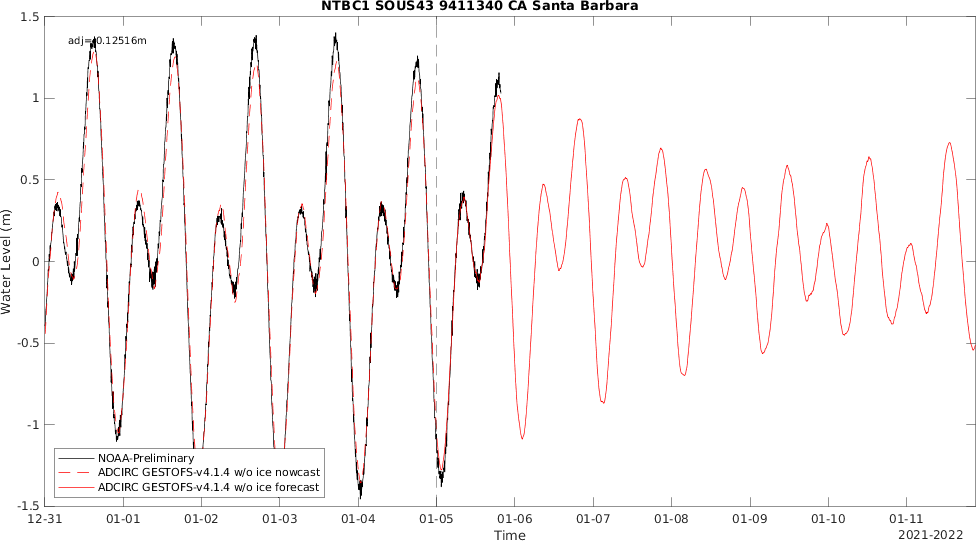 NTBC1 SOUS43 9411340 CA Santa Barbara
adj=-0.12516m
1.5
1
0.5
0
-0.5
-1
-1.5
Water Level (m)
NOAA-Preliminary
ADCIRC GESTOFS-v4.1.4 w/o ice nowcast
ADCIRC GESTOFS-v4.1.4 w/o ice forecast
12-31 01-01 01-02 01-03 01-04 01-05 01-06 01-07 01-08 01-09 01-10 01-11
Time
2021-2022